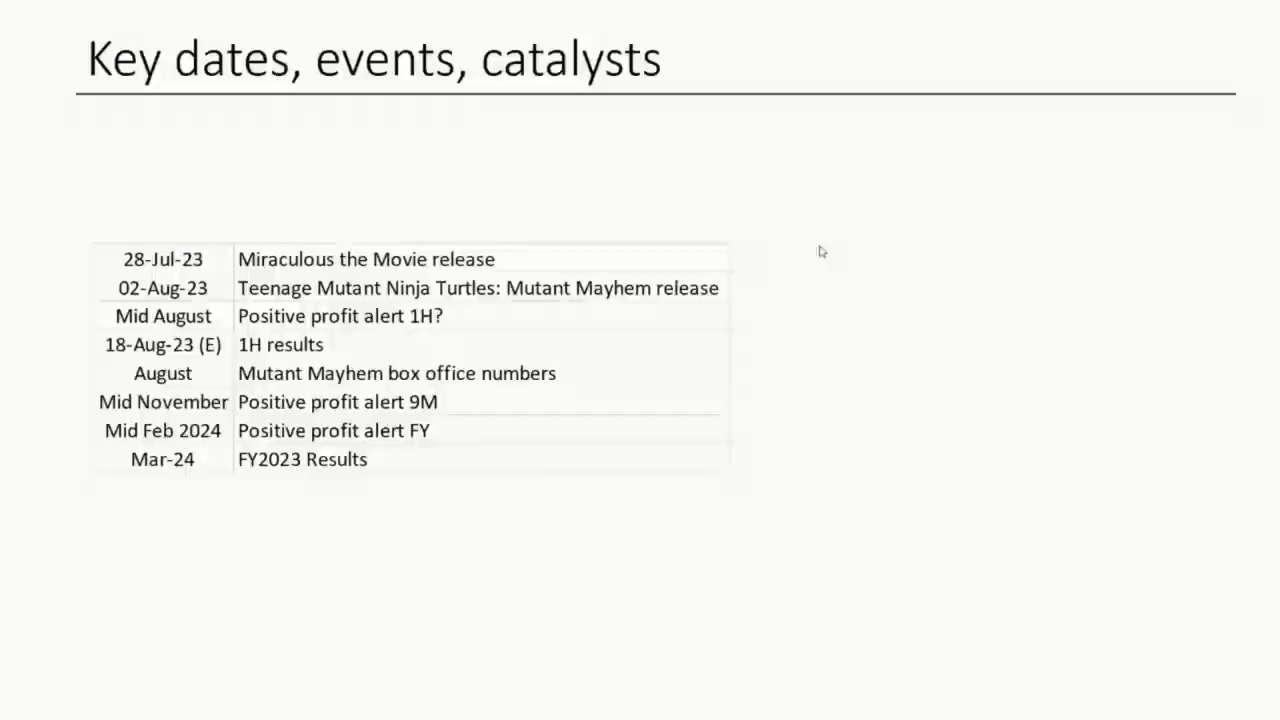 Key dates, events, catalysts
28-Jul-23 Miraculous the Movie release
02-Aug-23 Teenage Mutant Ninja Turtles: Mutant Mayhem release
Mid August Positive profit alert 1H?
18-Aug-23 (E) 1H results
August Mutant Mayhem box office numbers
Mid November Positive profit alert 9M
Mid Feb 2024 Positive profit alert FY
Mar-24 FY2023 Results